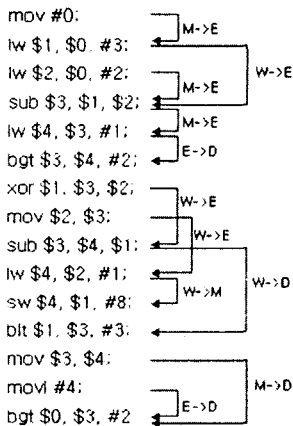 mov #0;
lw $1, $0, #3;
lw $2, $0, #2;
sub $3, $1, $2;
lw $4, $3, #1;
bgt $3, $4, #2;
xor $1, $3, $2;
mov $2, $3;
sub $3, $4, $1;
lw $4, $2, #1;
sw $4, $1, #8;
blt $1, $3, #3;
mov $3, $4;
movi #4;
bgt $0, $3, #2
M->E
W->E
M->E
M->E
E->D
W->E
W->E
W->D
W->M
M->D
E->D